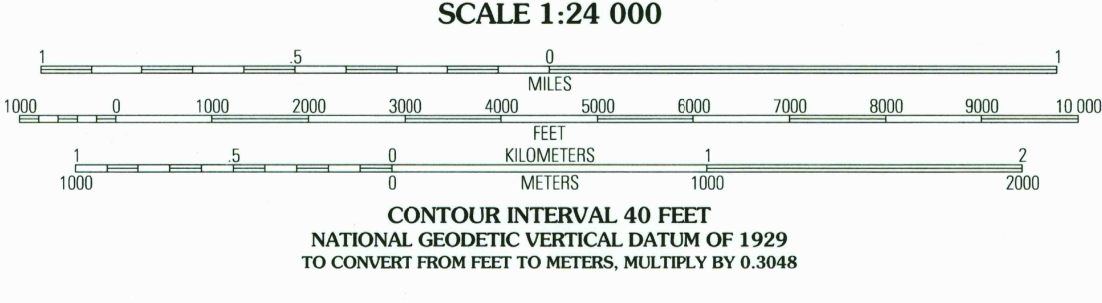 SCALE 1:24 000
1 .5 0 1
MILES
1000 0 1000 2000 3000 4000 5000 6000 7000 8000 9000 10 000
FEET
1 .5 0 KILOMETERS 1 2
1000 0 METERS 1000 2000
CONTOUR INTERVAL 40 FEET
NATIONAL GEODETIC VERTICAL DATUM OF 1929
TO CONVERT FROM FEET TO METERS, MULTIPLY BY 0.3048